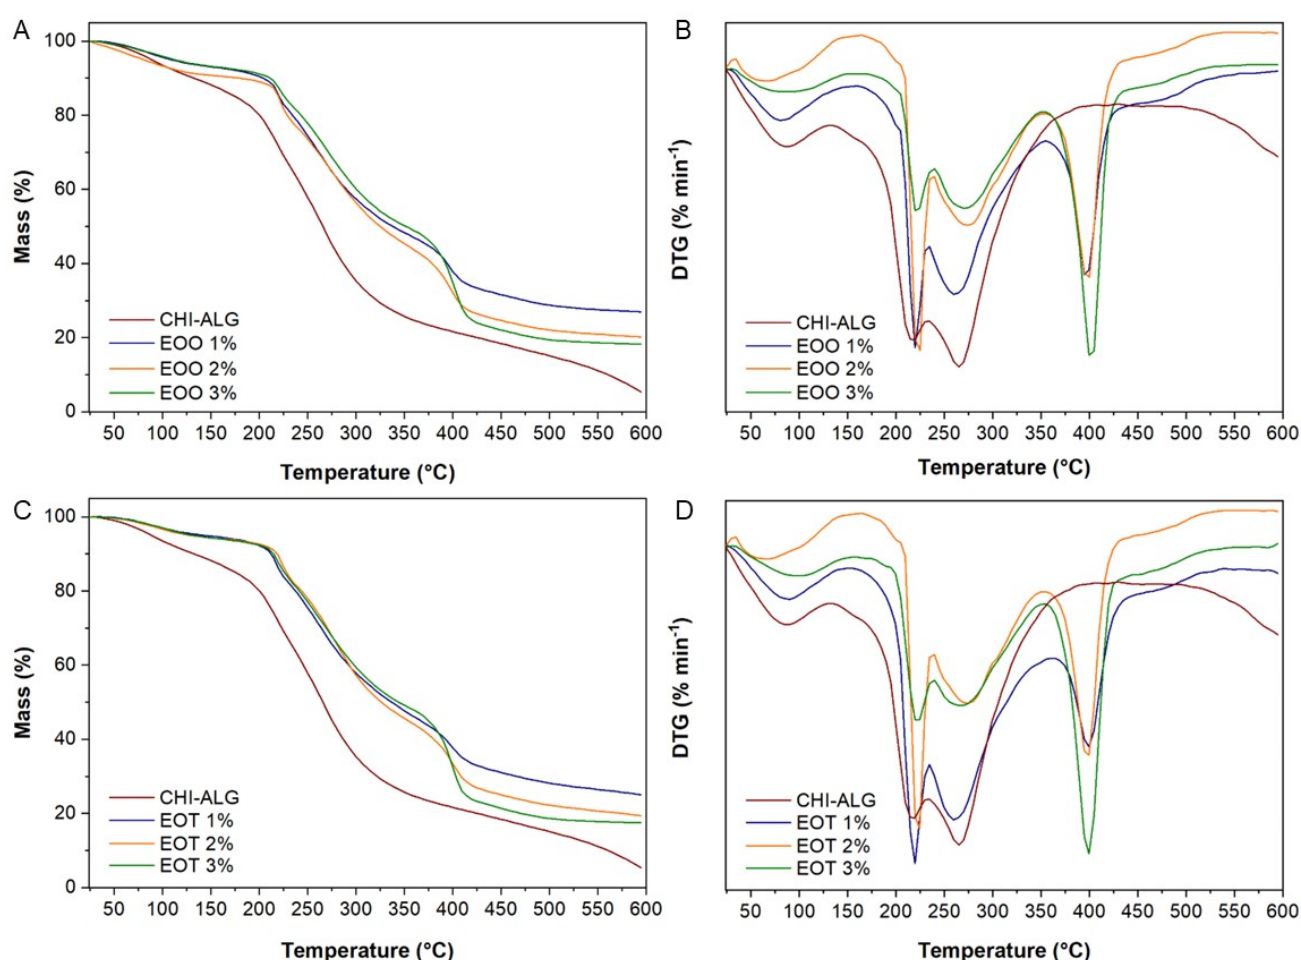 A
Mass (%)
100
80
60
40
20
0
CHI-ALG
EOO 1%
EOO 2%
EOO 3%
50 100 150 200 250 300 350 400 450 500 550 600
Temperature (°C)
B
DTG (% min⁻¹)
CHI-ALG
EOO 1%
EOO 2%
EOO 3%
50 100 150 200 250 300 350 400 450 500 550 600
Temperature (°C)
C
Mass (%)
100
80
60
40
20
0
CHI-ALG
EOT 1%
EOT 2%
EOT 3%
50 100 150 200 250 300 350 400 450 500 550 600
Temperature (°C)
D
DTG (% min⁻¹)
CHI-ALG
EOT 1%
EOT 2%
EOT 3%
50 100 150 200 250 300 350 400 450 500 550 600
Temperature (°C)